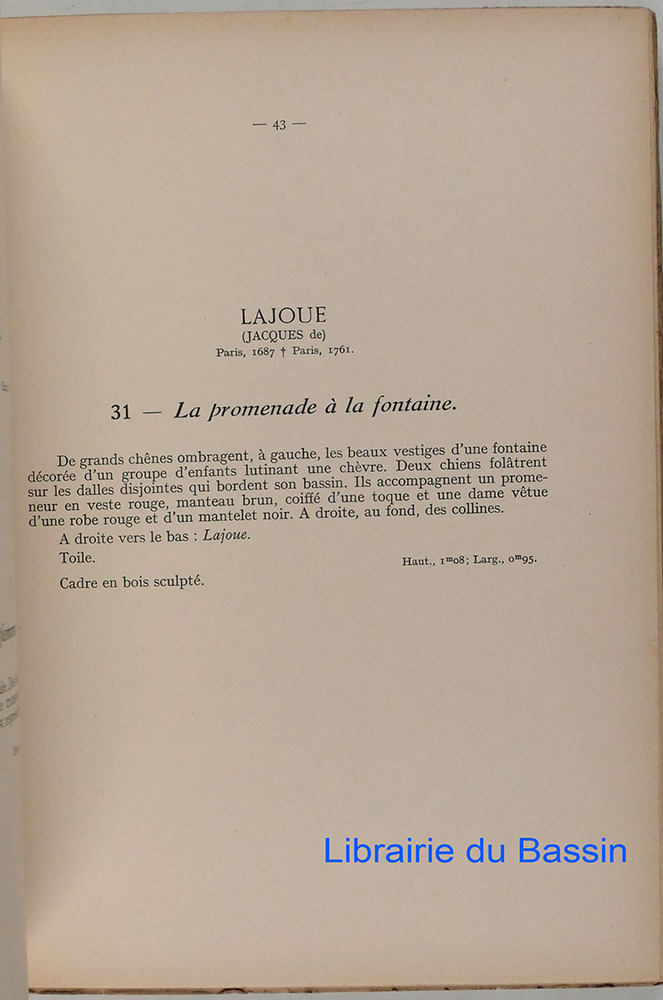 — 43 —
LAJOUE
(JACQUES de)
Paris, 1687 † Paris, 1761.
31 — La promenade à la fontaine.
De grands chênes ombragent, à gauche, les beaux vestiges d'une fontaine
décorée d'un groupe d'enfants lutinant une chèvre. Deux chiens folâtrent
sur les dalles disjointes qui bordent son bassin. Ils accompagnent un prome-
neur en veste rouge, manteau brun, coiffé d'une toque et une dame vêtue
d'une robe rouge et d'un mantelet noir. A droite, au fond, des collines.
A droite vers le bas : Lajoue.
Toile.
Haut., 1m08; Larg., 0m95.
Cadre en bois sculpté.
Librairie du Bassin